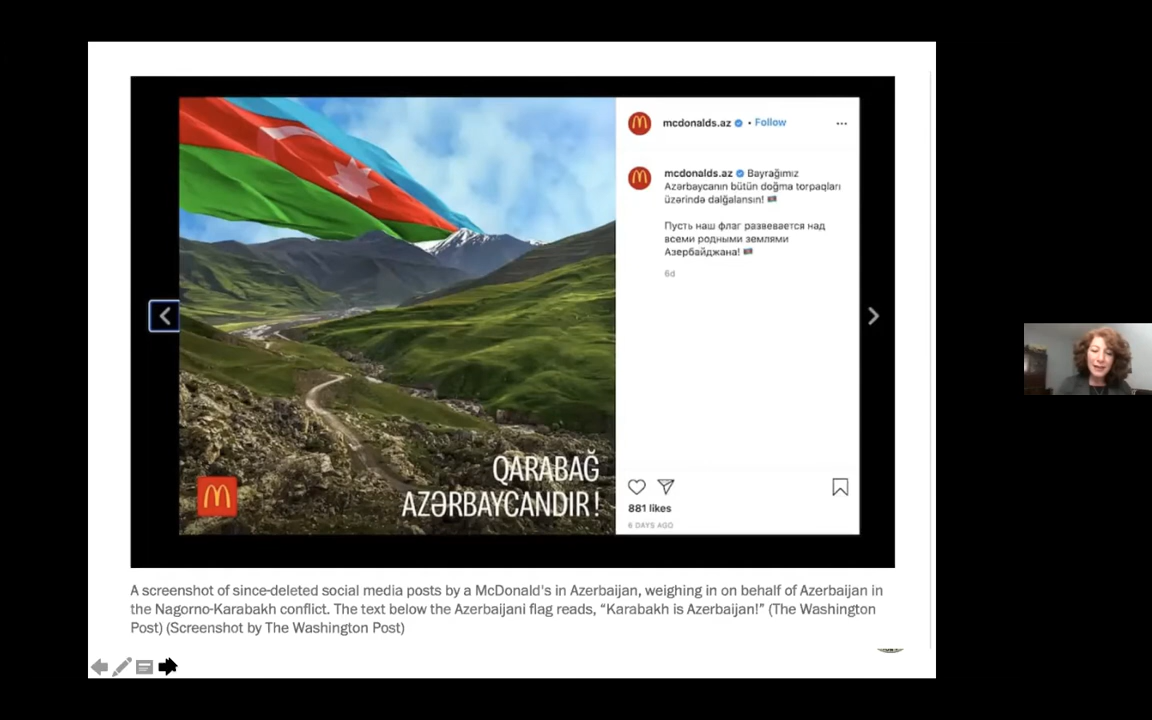 mcdonalds.az • Follow
mcdonalds.az Bayrağımız
Azərbaycanın bütün doğma torpaqları
üzərində dalğalansın!
Пусть наш флаг развевается над
всеми родными землями
Азербайджана!
6d
QARABAĞ
AZƏRBAYCANDIR !
881 likes
6 DAYS AGO
A screenshot of since-deleted social media posts by a McDonald's in Azerbaijan, weighing in on behalf of Azerbaijan in
the Nagorno-Karabakh conflict. The text below the Azerbaijani flag reads, “Karabakh is Azerbaijan!” (The Washington
Post) (Screenshot by The Washington Post)